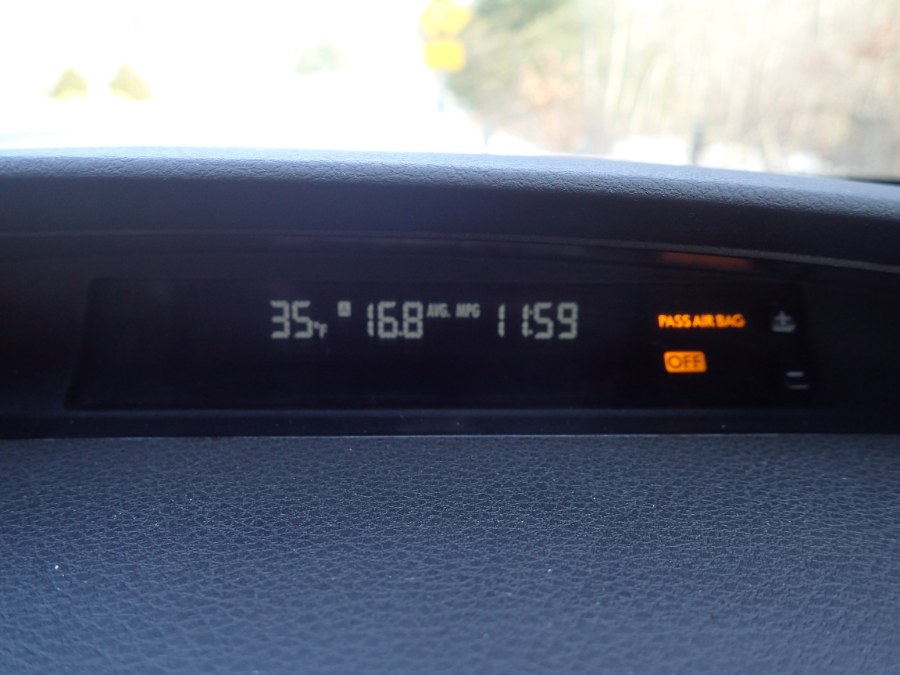 35°F A 16.8 AVG. MPG 11:59
PASS AIR BAG
OFF
+
-